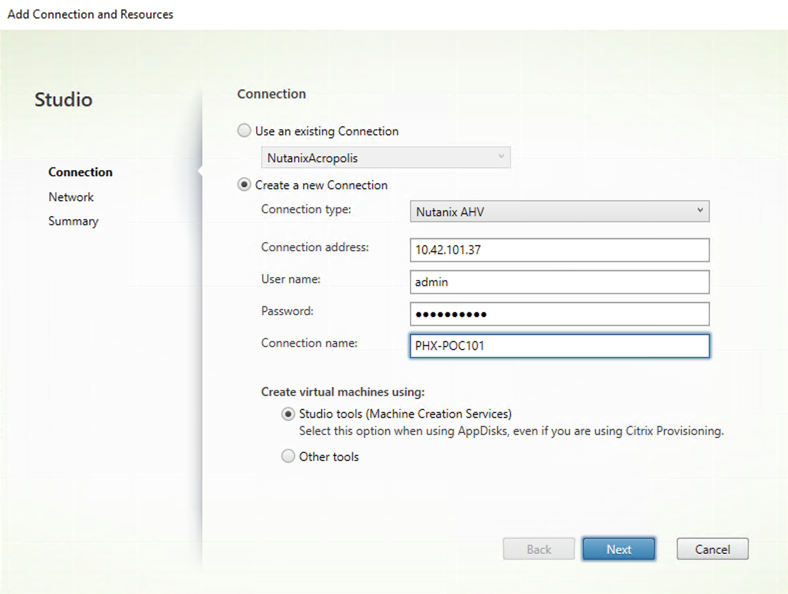 Add Connection and Resources
Studio
Connection
Network
Summary
Connection
Use an existing Connection
NutanixAcropolis
Create a new Connection
Connection type:
Nutanix AHV
Connection address:
10.42.101.37
User name:
admin
Password:
••••••••••
Connection name:
PHX-POC101
Create virtual machines using:
Studio tools (Machine Creation Services)
Select this option when using AppDisks, even if you are using Citrix Provisioning.
Other tools
Back
Next
Cancel